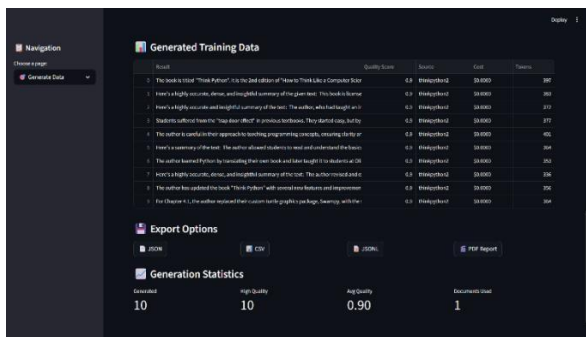 Deploy
Navigation
Choose a page:
Generate Data
Generated Training Data
Result Quality Score Source Cost Tokens
0 The book is titled "Think Python". It is the 2nd edition of "How to Think Like a Computer Scier 0.9 thinkpython2 $0.0003
1 Here's a highly accurate, dense, and insightful summary of the given text: This book is license 0.9 thinkpython2 $0.0003
2 Here's a highly accurate and insightful summary of the text: The author, who had taught an it 0.9 thinkpython2 $0.0003
3 Students suffered from the "trap door effect" in previous textbooks. They started easy, but by 0.9 thinkpython2 $0.0003 377
4 The author is careful in their approach to teaching programming concepts, ensuring clarity ar 0.9 thinkpython2 $0.0003 401
5 Here's a summary of the text: The author allowed students to read and understand the basic 0.9 thinkpython2 $0.0003
6 The author learned Python by translating their own book and later taught it to students at Oli 0.9 thinkpython2 $0.0003
7 Here's a highly accurate, dense, and insightful summary of the text: The author revised and e 0.9 thinkpython2 $0.0003 336
8 The author has updated the book "Think Python" with several new features and improvemen 0.9 thinkpython2 $0.0003
9 For Chapter 4.1, the author replaced their custom turtle graphics package, Swampy, with the 0.9 thinkpython2 $0.0003
Export Options
JSON CSV JSONL PDF Report
Generation Statistics
Generated High Quality Avg Quality Documents Used
10 10 0.90 1